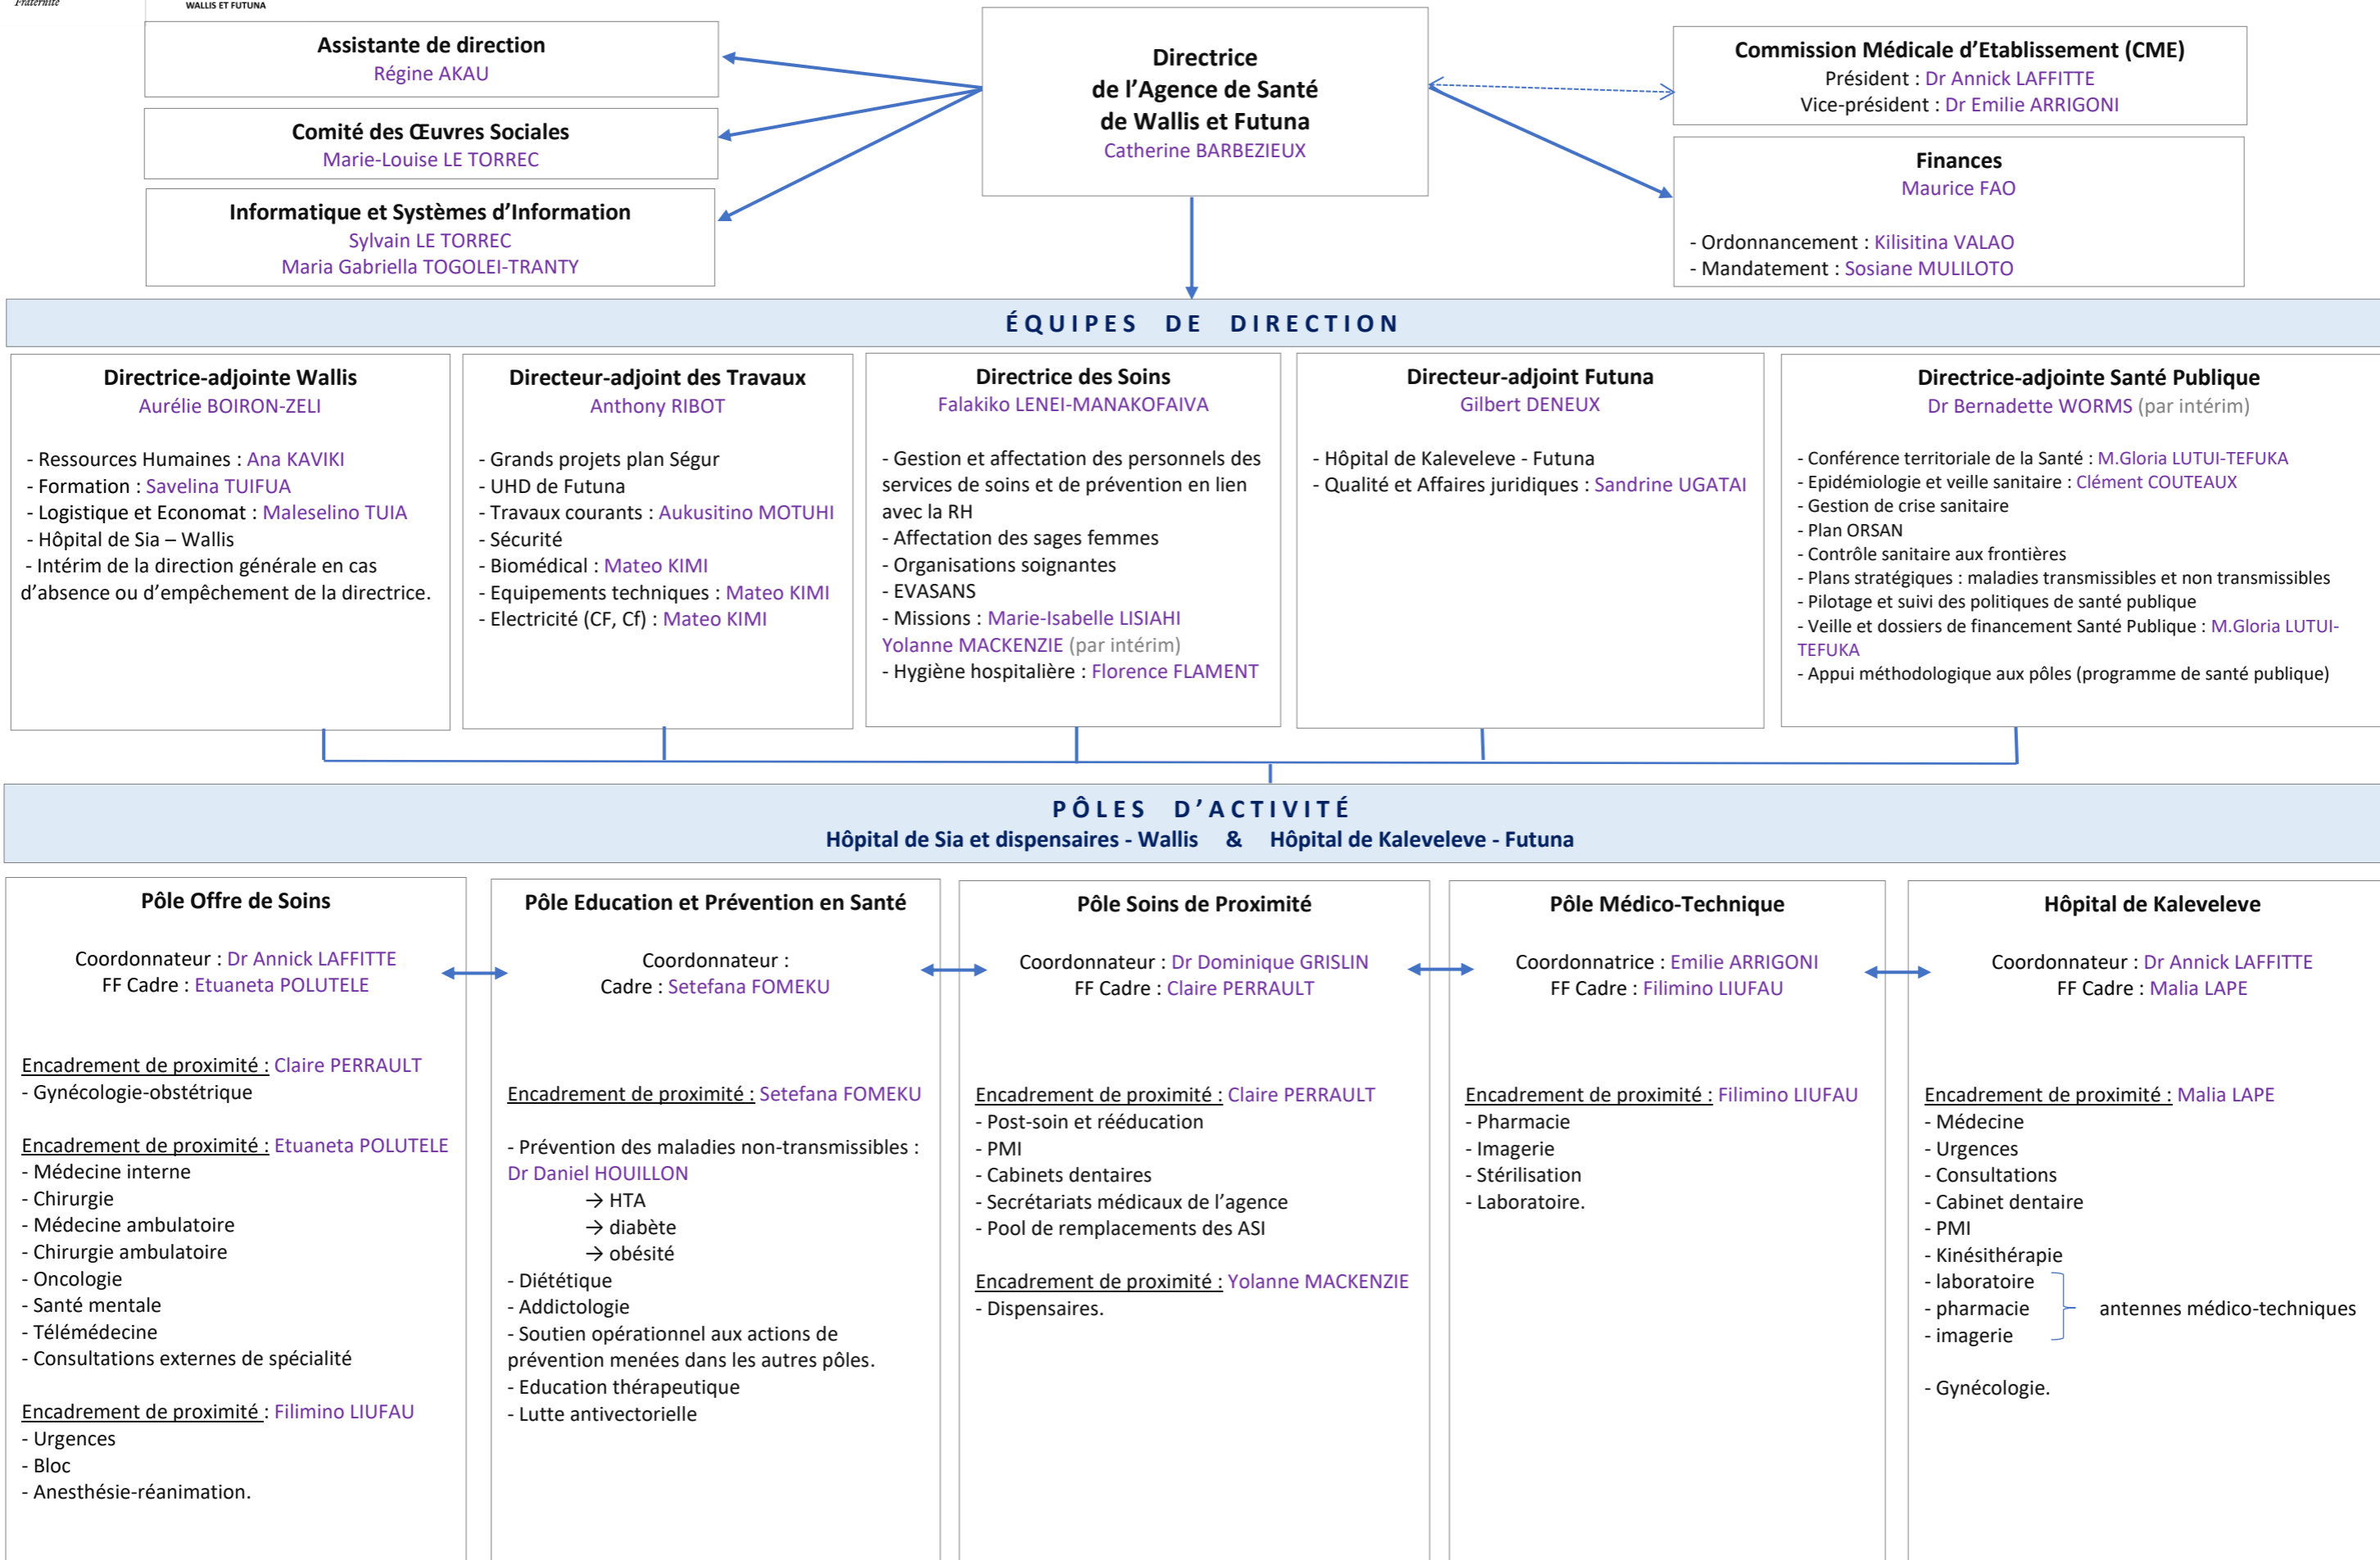 Fraternité
WALLIS ET FUTUNA
Assistante de direction
Régine AKAU
Comité des Œuvres Sociales
Marie-Louise LE TORREC
Informatique et Systèmes d’Information
Sylvain LE TORREC
Maria Gabriella TOGOLEI-TRANTY
Directrice
de l’Agence de Santé
de Wallis et Futuna
Catherine BARBEZIEUX
Commission Médicale d’Etablissement (CME)
Président : Dr Annick LAFFITTE
Vice-président : Dr Emilie ARRIGONI
Finances
Maurice FAO
- Ordonnancement : Kilisitina VALAO
- Mandatement : Sosiane MULILOTO
ÉQUIPES DE DIRECTION
Directrice-adjointe Wallis
Aurélie BOIRON-ZELI
- Ressources Humaines : Ana KAVIKI
- Formation : Savelina TUIFUA
- Logistique et Economat : Maleselino TUIA
- Hôpital de Sia – Wallis
- Intérim de la direction générale en cas
d’absence ou d’empêchement de la directrice.
Directeur-adjoint des Travaux
Anthony RIBOT
- Grands projets plan Ségur
- UHD de Futuna
- Travaux courants : Aukusitino MOTUHI
- Sécurité
- Biomédical : Mateo KIMI
- Equipements techniques : Mateo KIMI
- Electricité (CF, Cf) : Mateo KIMI
Directrice des Soins
Falakiko LENEI-MANAKOFAIVA
- Gestion et affectation des personnels des
services de soins et de prévention en lien
avec la RH
- Affectation des sages femmes
- Organisations soignantes
- EVASANS
- Missions : Marie-Isabelle LISIAHI
Yolanne MACKENZIE (par intérim)
- Hygiène hospitalière : Florence FLAMENT
Directeur-adjoint Futuna
Gilbert DENEUX
- Hôpital de Kaleveleve - Futuna
- Qualité et Affaires juridiques : Sandrine UGATAI
Directrice-adjointe Santé Publique
Dr Bernadette WORMS (par intérim)
- Conférence territoriale de la Santé : M.Gloria LUTUI-TEFUKA
- Epidémiologie et veille sanitaire : Clément COUTEAUX
- Gestion de crise sanitaire
- Plan ORSAN
- Contrôle sanitaire aux frontières
- Plans stratégiques : maladies transmissibles et non transmissibles
- Pilotage et suivi des politiques de santé publique
- Veille et dossiers de financement Santé Publique : M.Gloria LUTUI-
TEFUKA
- Appui méthodologique aux pôles (programme de santé publique)
PÔLES D’ACTIVITÉ
Hôpital de Sia et dispensaires - Wallis & Hôpital de Kaleveleve - Futuna
Pôle Offre de Soins
Coordonnateur : Dr Annick LAFFITTE
FF Cadre : Etuaneta POLUTELE
Encadrement de proximité : Claire PERRAULT
- Gynécologie-obstétrique
Encadrement de proximité : Etuaneta POLUTELE
- Médecine interne
- Chirurgie
- Médecine ambulatoire
- Chirurgie ambulatoire
- Oncologie
- Santé mentale
- Télémédecine
- Consultations externes de spécialité
Encadrement de proximité : Filimino LIUFAU
- Urgences
- Bloc
- Anesthésie-réanimation.
Pôle Education et Prévention en Santé
Coordonnateur :
Cadre : Setefana FOMEKU
Encadrement de proximité : Setefana FOMEKU
- Prévention des maladies non-transmissibles :
Dr Daniel HOUILLON
→ HTA
→ diabète
→ obésité
- Diététique
- Addictologie
- Soutien opérationnel aux actions de
prévention menées dans les autres pôles.
- Education thérapeutique
- Lutte antivectorielle
Pôle Soins de Proximité
Coordonnateur : Dr Dominique GRISLIN
FF Cadre : Claire PERRAULT
Encadrement de proximité : Claire PERRAULT
- Post-soin et rééducation
- PMI
- Cabinets dentaires
- Secrétariats médicaux de l’agence
- Pool de remplacements des ASI
Encadrement de proximité : Yolanne MACKENZIE
- Dispensaires.
Pôle Médico-Technique
Coordonnatrice : Emilie ARRIGONI
FF Cadre : Filimino LIUFAU
Encadrement de proximité : Filimino LIUFAU
- Pharmacie
- Imagerie
- Stérilisation
- Laboratoire.
Hôpital de Kaleveleve
Coordonnateur : Dr Annick LAFFITTE
FF Cadre : Malia LAPE
Encadrement de proximité : Malia LAPE
- Médecine
- Urgences
- Consultations
- Cabinet dentaire
- PMI
- Kinésithérapie
- laboratoire
- pharmacie antennes médico-techniques
- imagerie
- Gynécologie.